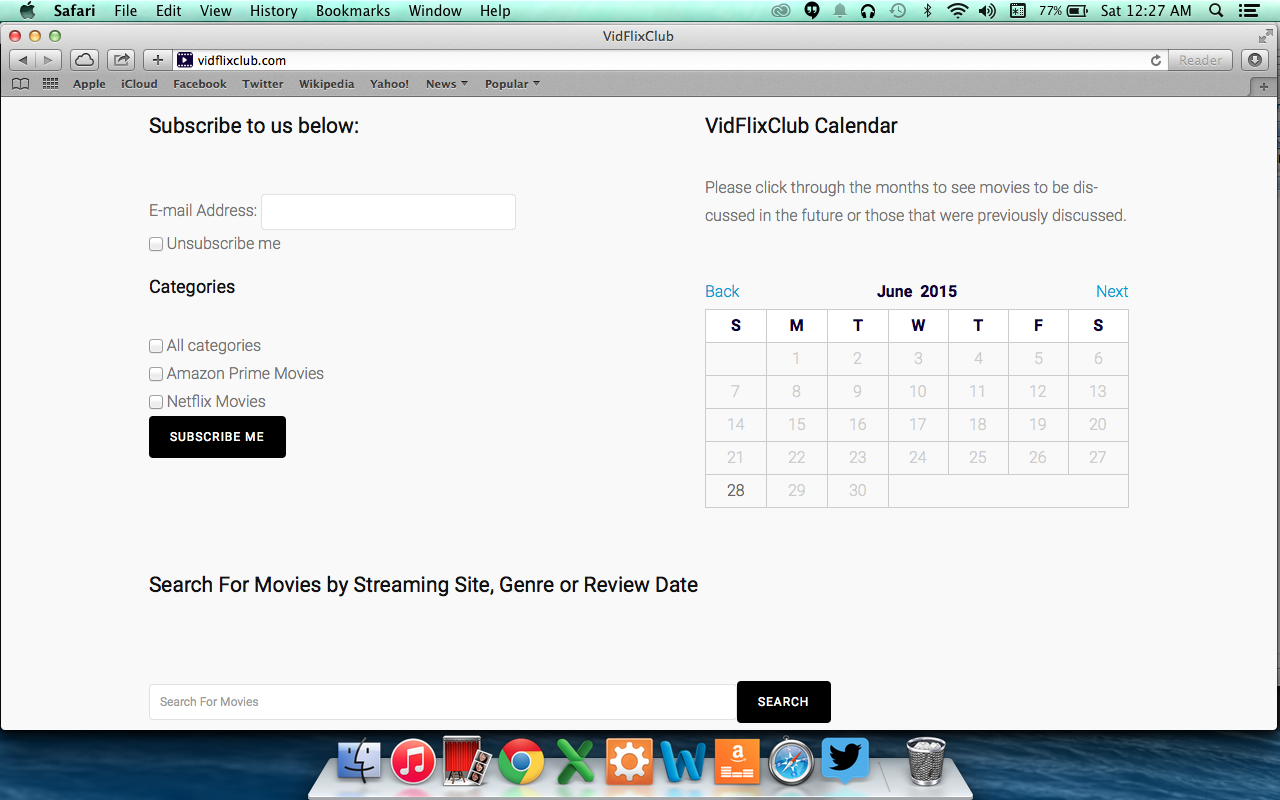 Safari File Edit View History Bookmarks Window Help 77% Sat 12:27 AM
VidFlixClub
vidflixclub.com Reader
Apple iCloud Facebook Twitter Wikipedia Yahoo! News Popular
Subscribe to us below:
E-mail Address:
Unsubscribe me
Categories
All categories
Amazon Prime Movies
Netflix Movies
SUBSCRIBE ME
VidFlixClub Calendar
Please click through the months to see movies to be dis-
cussed in the future or those that were previously discussed.
Back June 2015 Next
S M T W T F S
1 2 3 4 5 6
7 8 9 10 11 12 13
14 15 16 17 18 19 20
21 22 23 24 25 26 27
28 29 30
Search For Movies by Streaming Site, Genre or Review Date
Search For Movies SEARCH